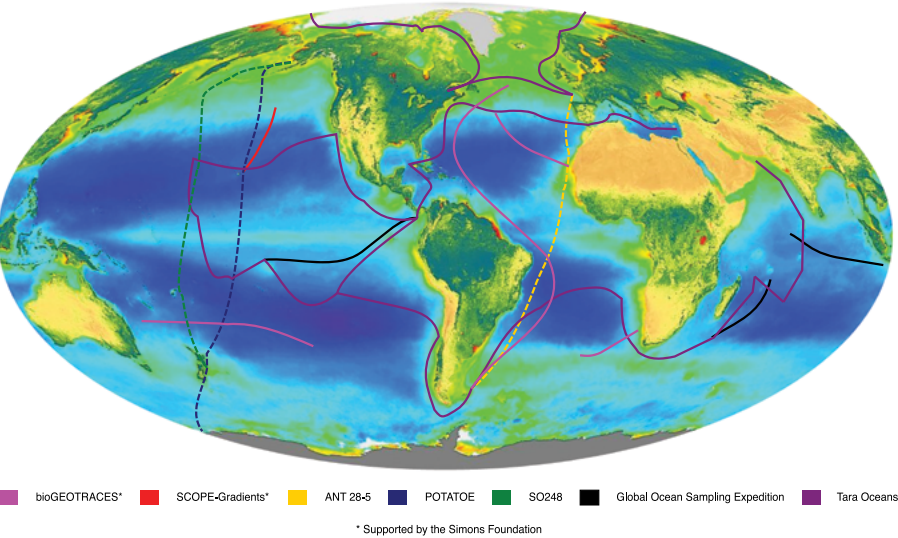 bioGEOTRACES* SCOPE-Gradients* ANT 28-5 POTATOE SO248 Global Ocean Sampling Expedition Tara Oceans
* Supported by the Simons Foundation